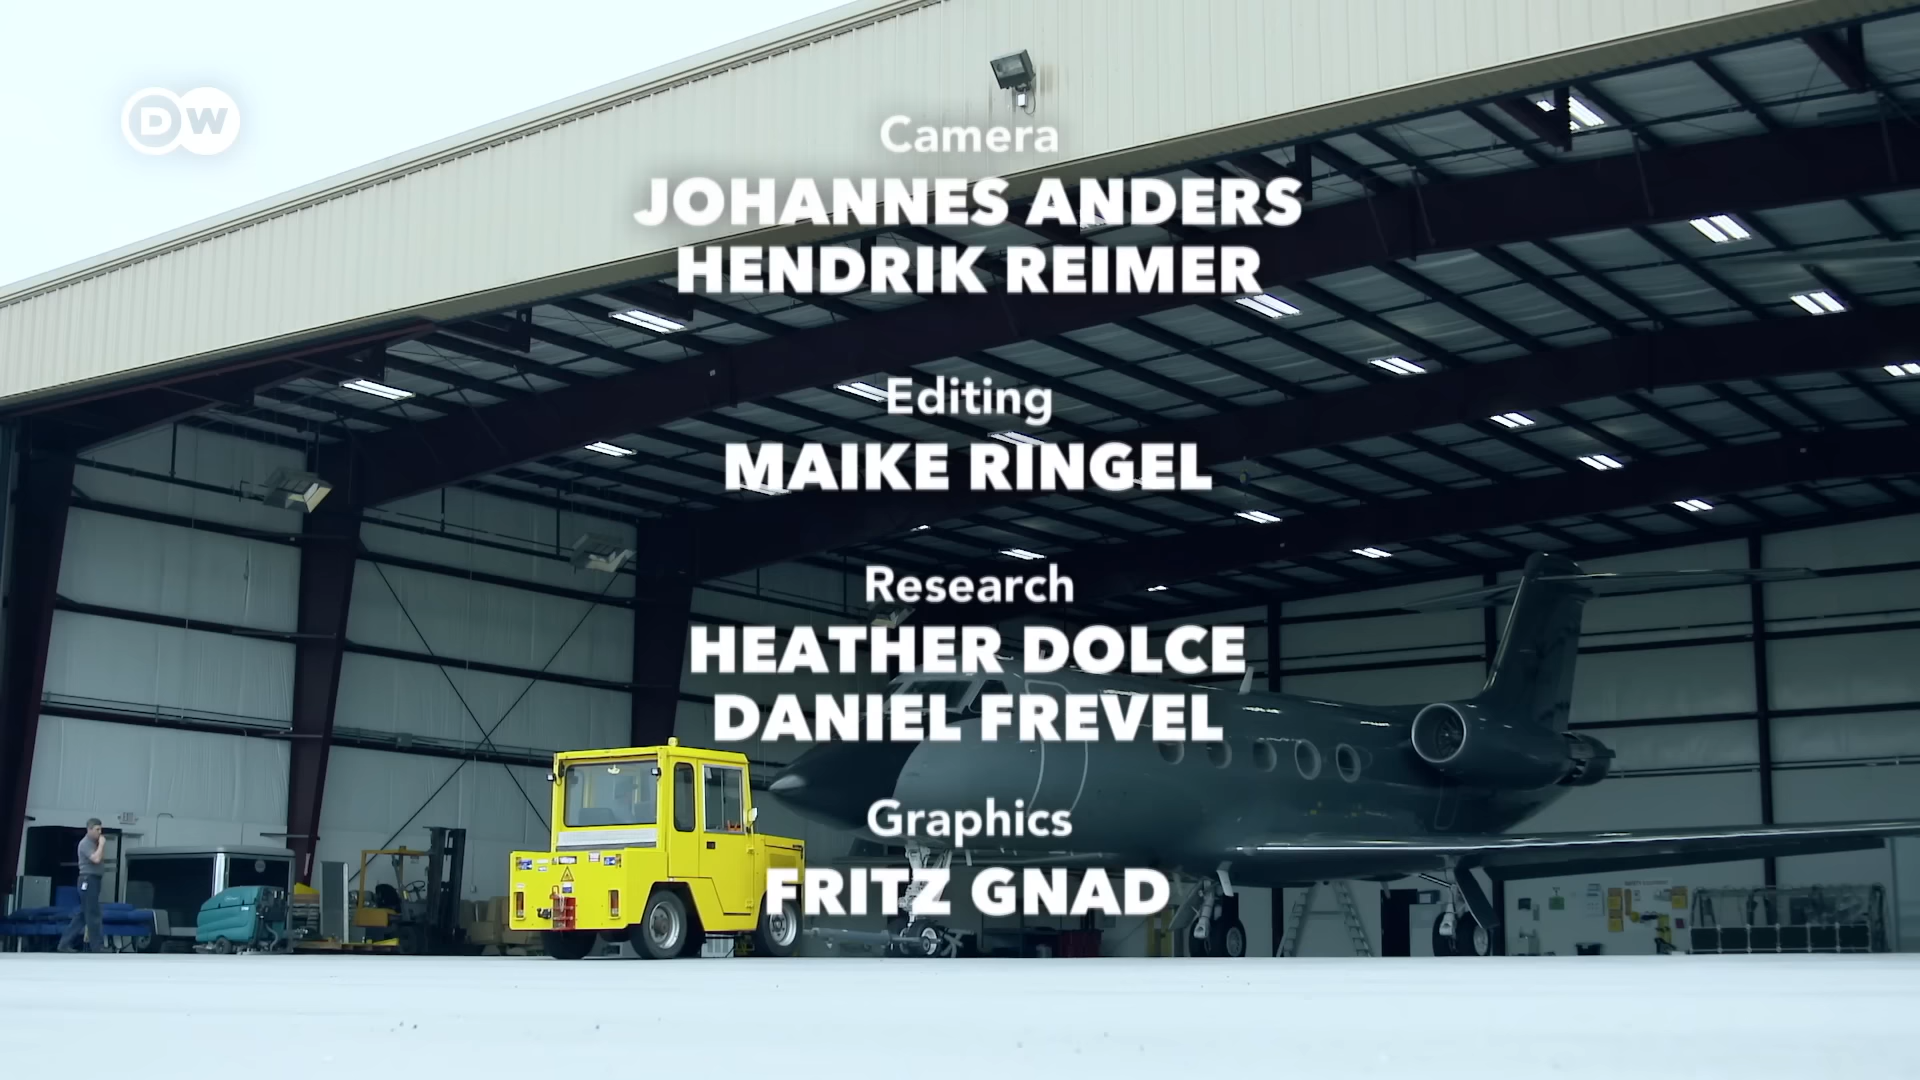 DW
Camera
JOHANNES ANDERS
HENDRIK REIMER
Editing
MAIKE RINGEL
Research
HEATHER DOLCE
DANIEL FREVEL
Graphics
FRITZ GNAD